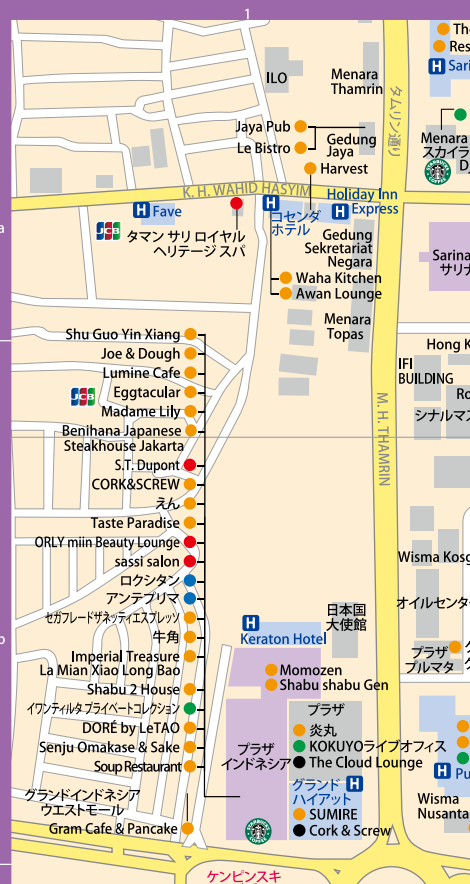 1
ILO
Menara
Thamrin
タムリン通り
Jaya Pub
Le Bistro
Gedung
Jaya
Harvest
K. H. WAHID HASYIM
H Fave
JCB
タマン サリ ロイヤル
ヘリテージ スパ
H
コセンダ
ホテル
Holiday Inn
H Express
Gedung
Sekretariat
Negara
Waha Kitchen
Awan Lounge
Menara
Topas
H Sari
Menara
スカイラ
STARBUCKS COFFEE
a
Sarina
サリナ
Hong K
IFI
BUILDING
シナルマス
M. H. THAMRIN
Shu Guo Yin Xiang
Joe & Dough
Lumine Cafe
Eggtacular
JCB
Madame Lily
Benihana Japanese
Steakhouse Jakarta
S.T. Dupont
CORK&SCREW
えん
Taste Paradise
ORLY miin Beauty Lounge
sassi salon
ロクシタン
アンテプリマ
セガフレードザネッティエスプレッソ
牛角
Imperial Treasure
La Mian Xiao Long Bao
Shabu 2 House
イワンティルタプライベートコレクション
DORÉ by LeTAO
Senju Omakase & Sake
Soup Restaurant
グランドインドネシア
ウエストモール
Gram Cafe & Pancake
b
Wisma Kosg
オイルセンター
プラザ
プルマタ
日本国
大使館
H
Keraton Hotel
Momozen
Shabu shabu Gen
プラザ
炎丸
KOKUYOライブオフィス
The Cloud Lounge
プラザ
インドネシア
グランド
ハイアット H
SUMIRE
Cork & Screw
STARBUCKS COFFEE
H Pu
Wisma
Nusanta
ケンピンスキ